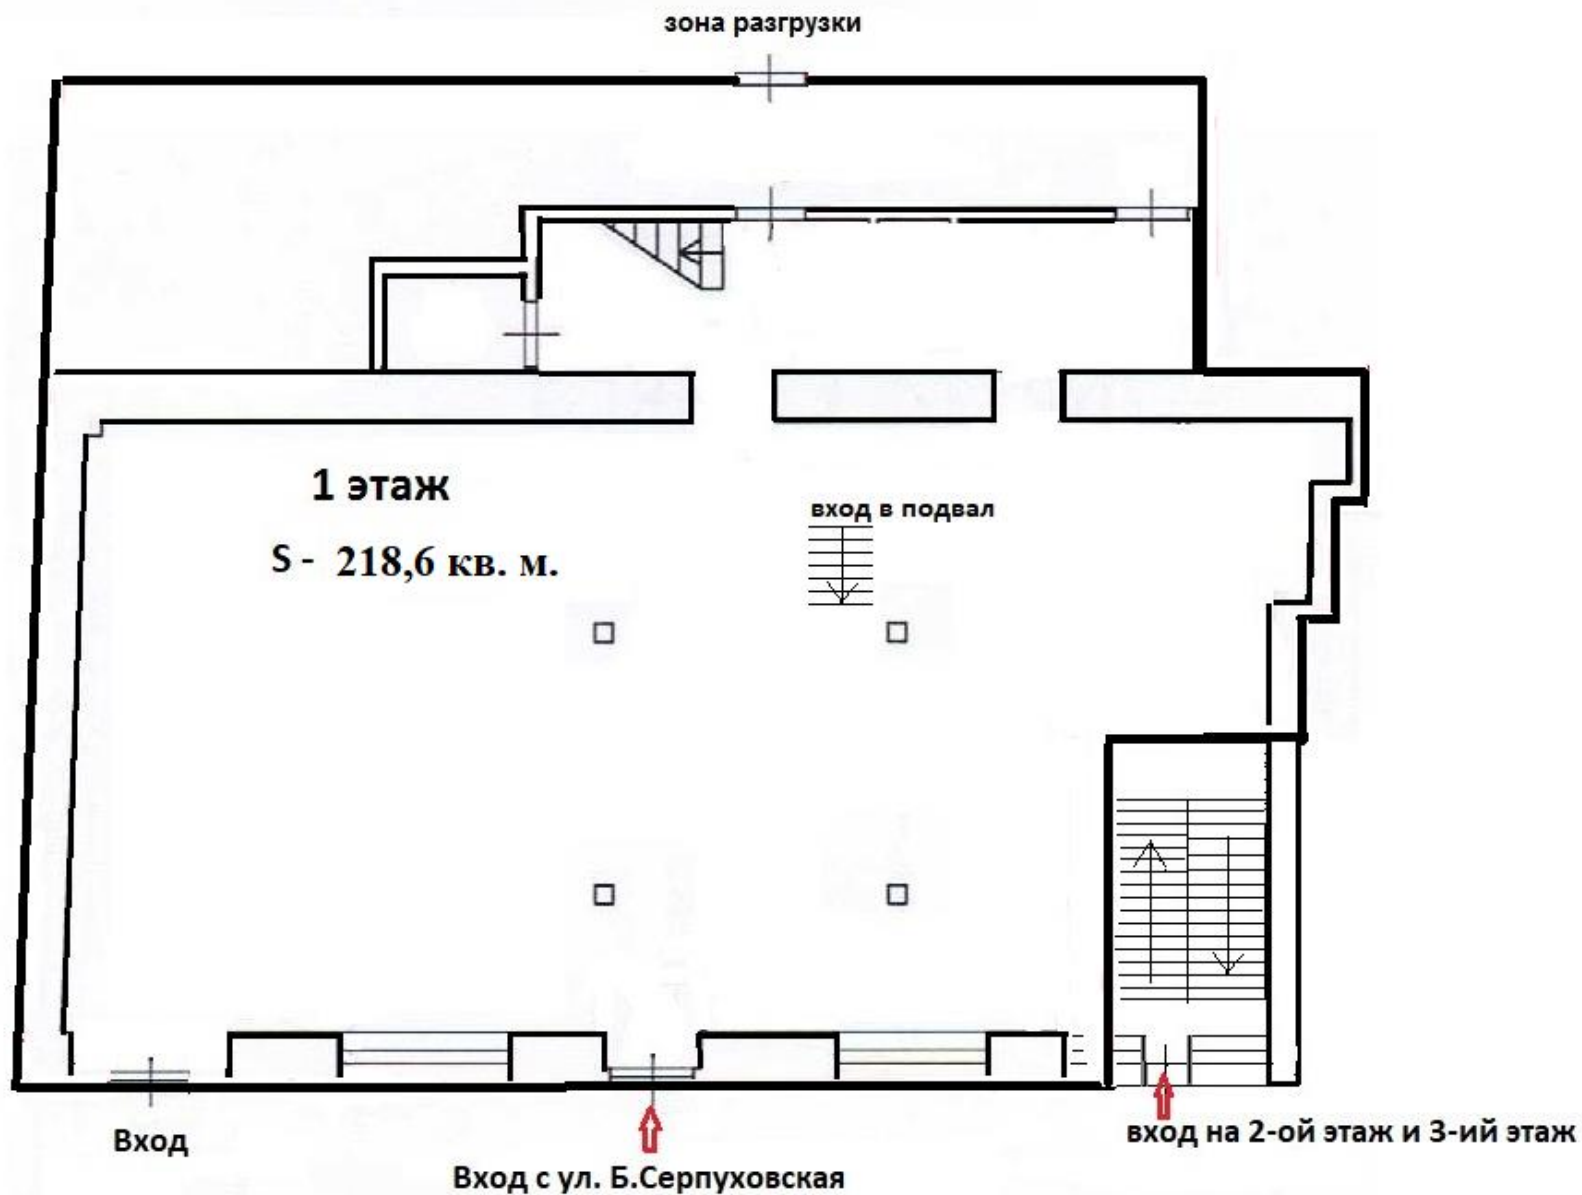 зона разгрузки
1 этаж
S - 218,6 кв. м.
вход в подвал
Вход
Вход с ул. Б.Серпуховская
вход на 2-ой этаж и 3-ий этаж